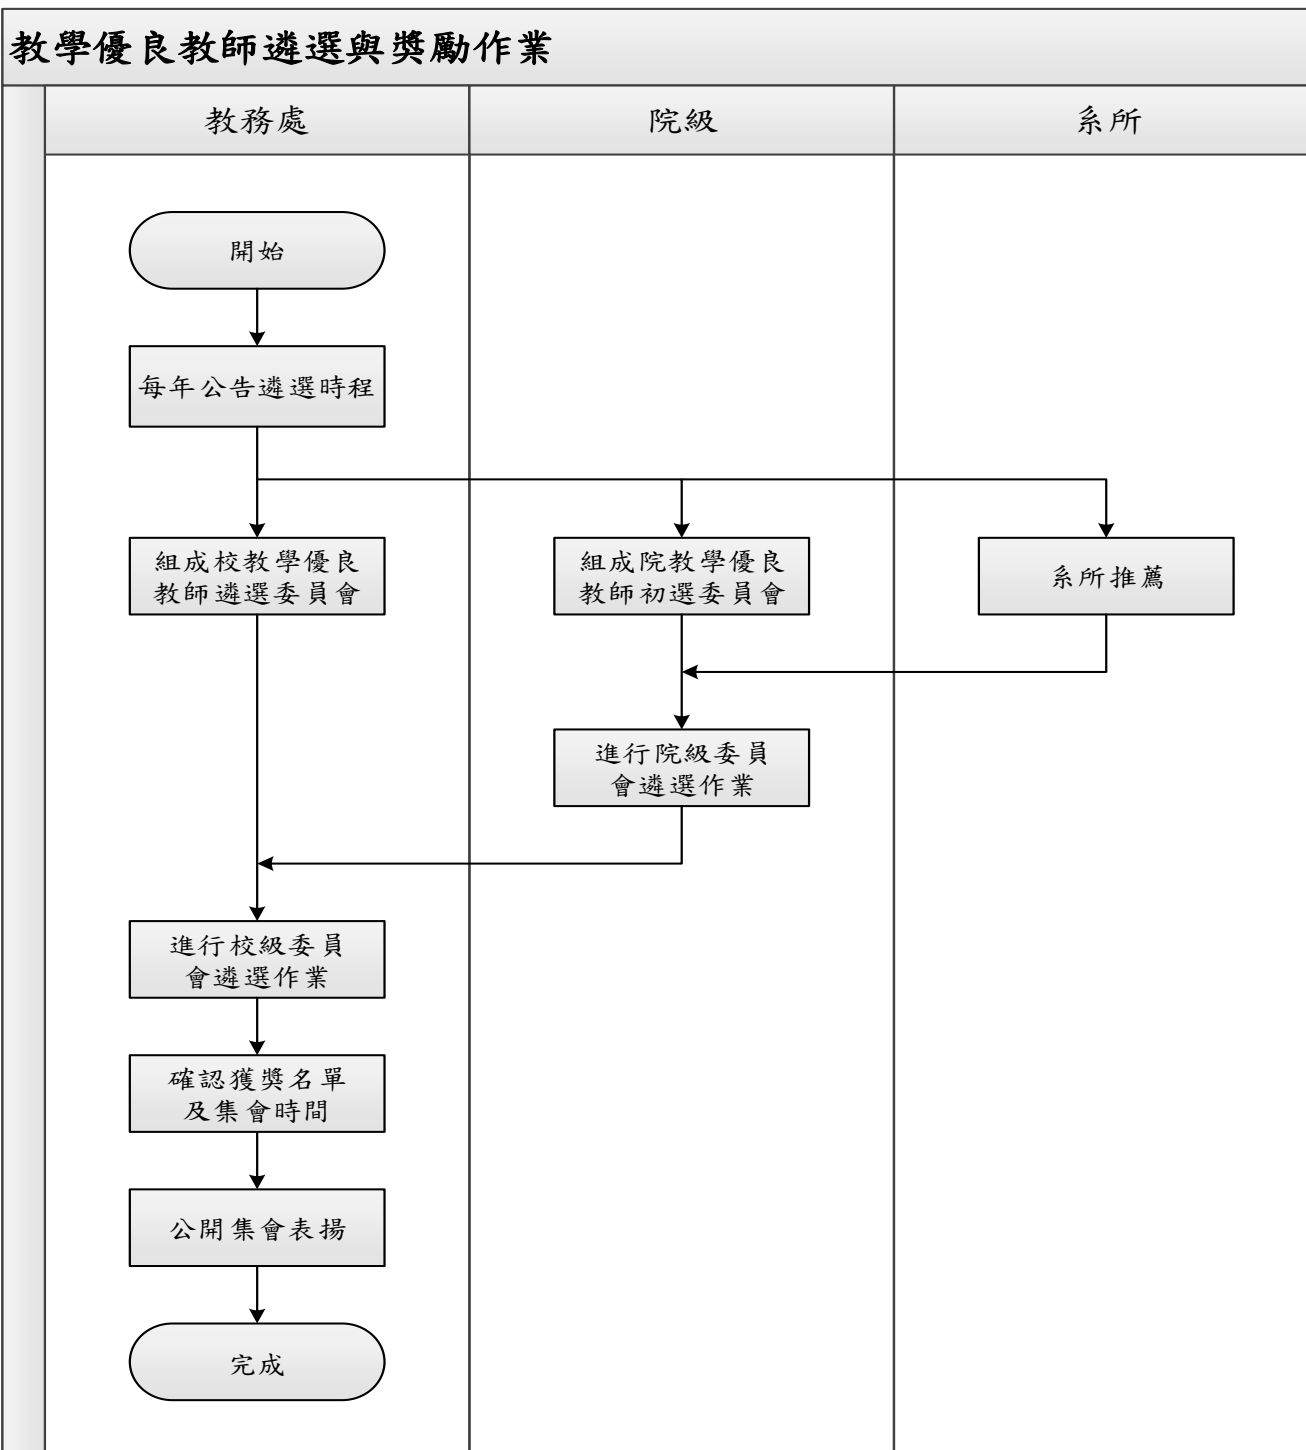 教學優良教師遴選與獎勵作業
教務處
院級
系所
開始
每年公告遴選時程
組成校教學優良
教師遴選委員會
組成院教學優良
教師初選委員會
系所推薦
進行院級委員
會遴選作業
進行校級委員
會遴選作業
確認獲獎名單
及集會時間
公開集會表揚
完成